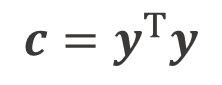 c = yᵀy